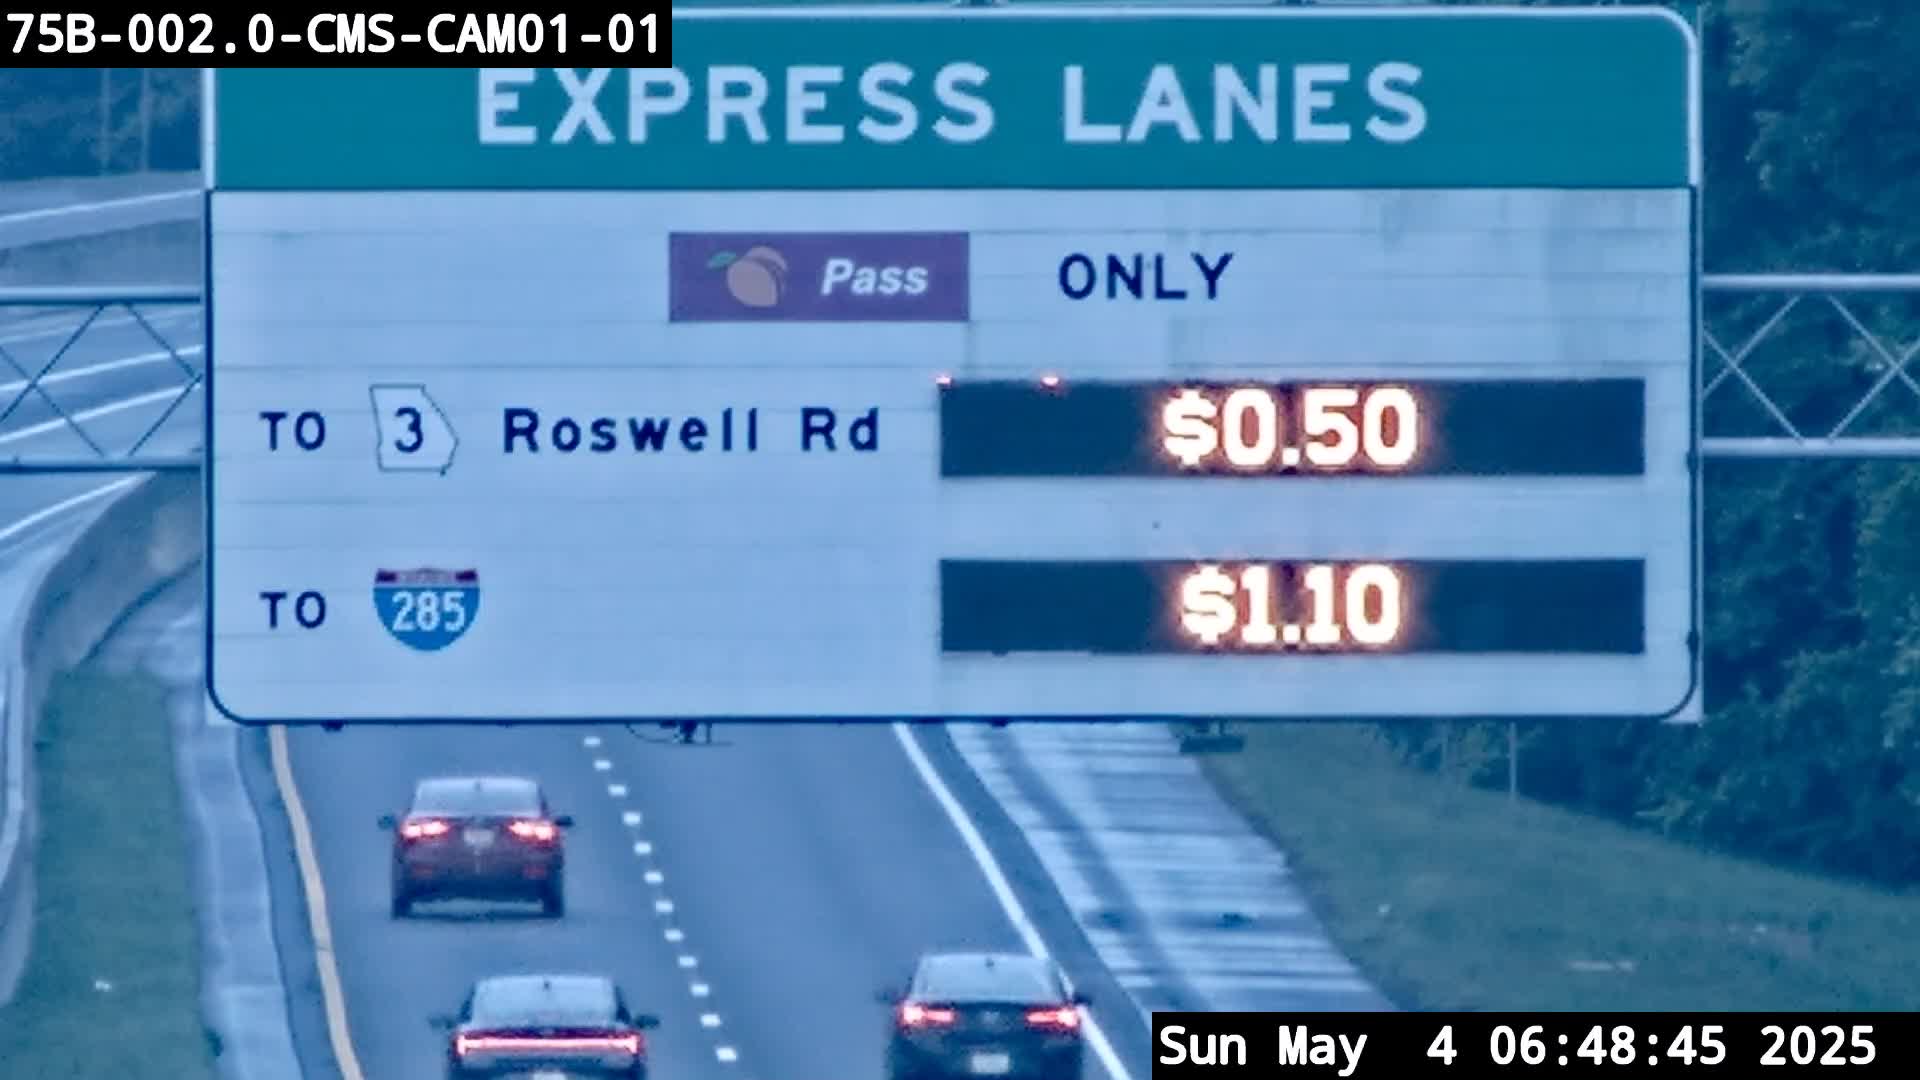 75B-002.0-CMS-CAM01-01
EXPRESS LANES
Pass ONLY
TO 3 Roswell Rd $0.50
TO 285 $1.10
Sun May 4 06:48:45 2025